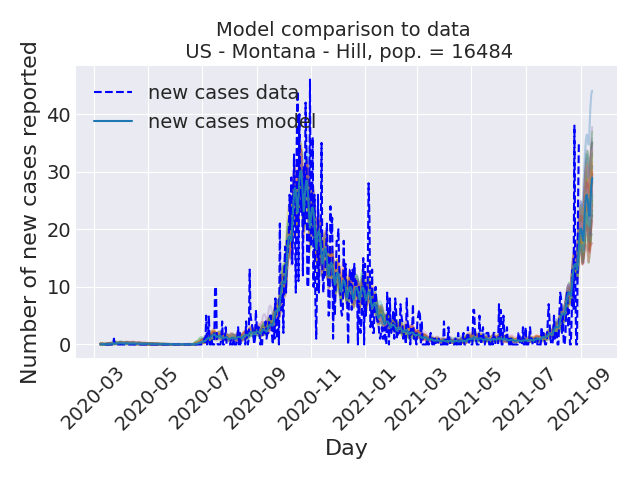 Model comparison to data
US - Montana - Hill, pop. = 16484
Number of new cases reported
40
30
20
10
0
new cases data
new cases model
2020-03
2020-05
2020-07
2020-09
2020-11
2021-01
2021-03
2021-05
2021-07
2021-09
Day